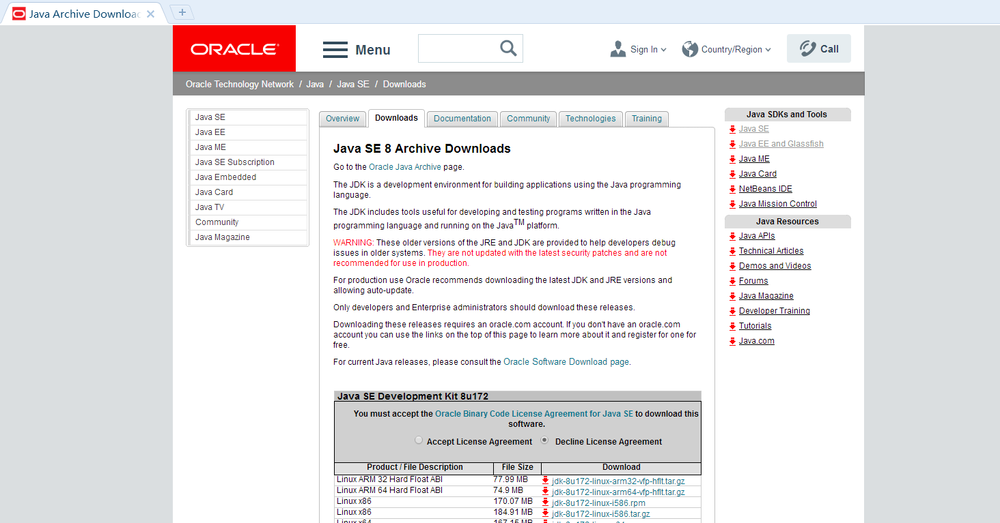 Java Archive Downloa
ORACLE
Menu
Sign In
Country/Region
Call
Oracle Technology Network / Java / Java SE / Downloads
Java SE
Java EE
Java ME
Java SE Subscription
Java Embedded
Java Card
Java TV
Community
Java Magazine
Overview
Downloads
Documentation
Community
Technologies
Training
Java SE 8 Archive Downloads
Go to the Oracle Java Archive page.
The JDK is a development environment for building applications using the Java programming
language.
The JDK includes tools useful for developing and testing programs written in the Java
programming language and running on the Java™ platform.
WARNING: These older versions of the JRE and JDK are provided to help developers debug
issues in older systems. They are not updated with the latest security patches and are not
recommended for use in production.
For production use Oracle recommends downloading the latest JDK and JRE versions and
allowing auto-update.
Only developers and Enterprise administrators should download these releases.
Downloading these releases requires an oracle.com account. If you don't have an oracle.com
account you can use the links on the top of this page to learn more about it and register for one for
free.
For current Java releases, please consult the Oracle Software Download page.
Java SE Development Kit 8u172
You must accept the Oracle Binary Code License Agreement for Java SE to download this
software.
Accept License Agreement Decline License Agreement
Product / File Description File Size Download
Linux ARM 32 Hard Float ABI 77.99 MB jdk-8u172-linux-arm32-vfp-hflt.tar.gz
Linux ARM 64 Hard Float ABI 74.9 MB jdk-8u172-linux-arm64-vfp-hflt.tar.gz
Linux x86 170.07 MB jdk-8u172-linux-i586.rpm
Linux x86 184.91 MB jdk-8u172-linux-i586.tar.gz
Linux x64 167.15 MB
Java SDKs and Tools
Java SE
Java EE and Glassfish
Java ME
Java Card
NetBeans IDE
Java Mission Control
Java Resources
Java APIs
Technical Articles
Demos and Videos
Forums
Java Magazine
Developer Training
Tutorials
Java.com